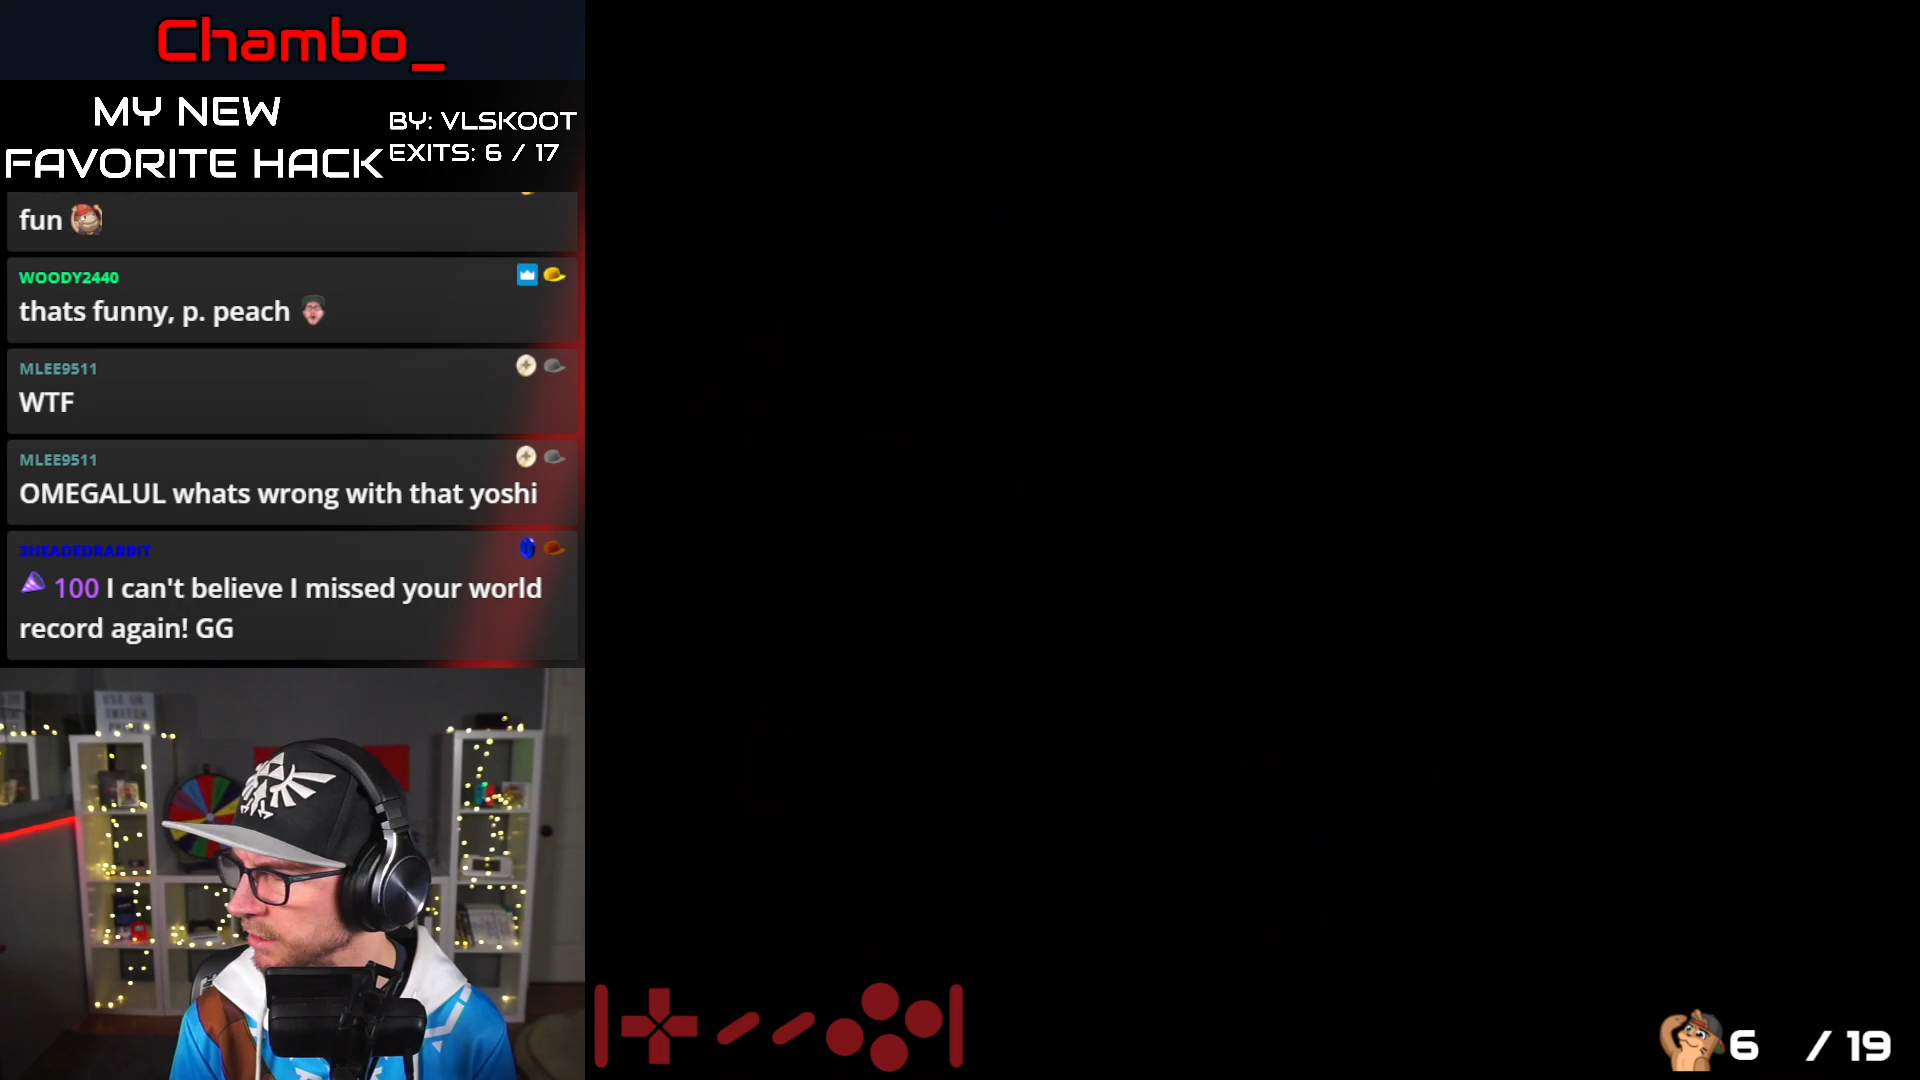 Chambo_
MY NEW
FAVORITE HACK
BY: VLSKOOT
EXITS: 6 / 17
fun
WOODY2440
thats funny, p. peach
MLEE9511
WTF
MLEE9511
OMEGALUL whats wrong with that yoshi
3HEADEDRABBIT
100 I can't believe I missed your world
record again! GG
6 / 19